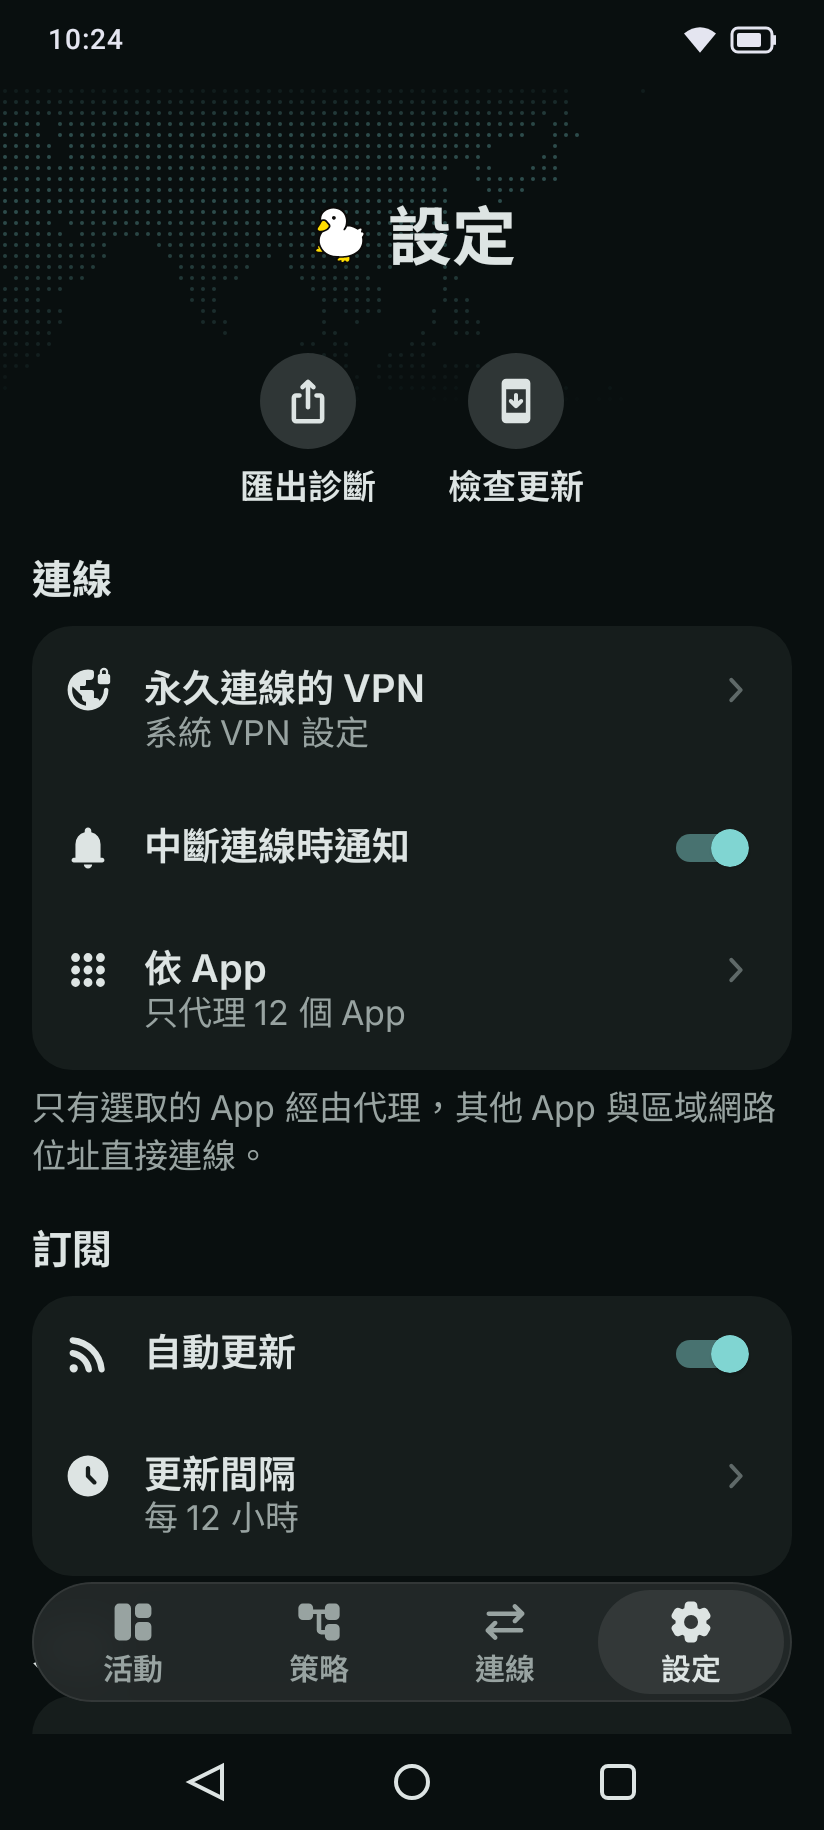 10:24
設定
匯出診斷
檢查更新
連線
永久連線的 VPN
系統 VPN 設定
中斷連線時通知
依 App
只代理 12 個 App
只有選取的 App 經由代理，其他 App 與區域網路
位址直接連線。
訂閱
自動更新
更新間隔
每 12 小時
活動
策略
連線
設定